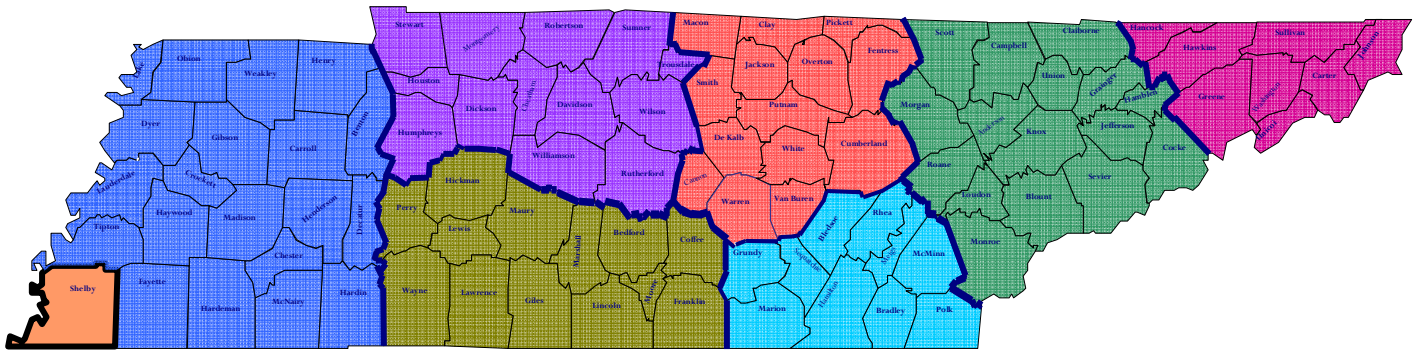 Stewart
Montgomery
Robertson
Sumner
Macon
Clay
Pickett
Scott
Claiborne
Hancock
Sullivan
Johnson
Obion
Weakley
Henry
Houston
Dickson
Davidson
Trousdale
Jackson
Overton
Fentress
Campbell
Hawkins
Lake
Benton
Cheatham
Wilson
Smith
Putnam
Morgan
Union
Grainger
Hamblen
Greene
Washington
Carter
Unicoi
Dyer
Gibson
Carroll
Humphreys
Williamson
Rutherford
De Kalb
White
Cumberland
Anderson
Knox
Jefferson
Cocke
Lauderdale
Crockett
Hickman
Cannon
Warren
Van Buren
Roane
Loudon
Blount
Sevier
Tipton
Haywood
Madison
Henderson
Decatur
Perry
Lewis
Maury
Marshall
Bedford
Coffee
Grundy
Bledsoe
Rhea
Monroe
Shelby
Fayette
Hardeman
Chester
McNairy
Hardin
Wayne
Lawrence
Giles
Lincoln
Moore
Franklin
Marion
Sequatchie
Hamilton
Meigs
McMinn
Bradley
Polk